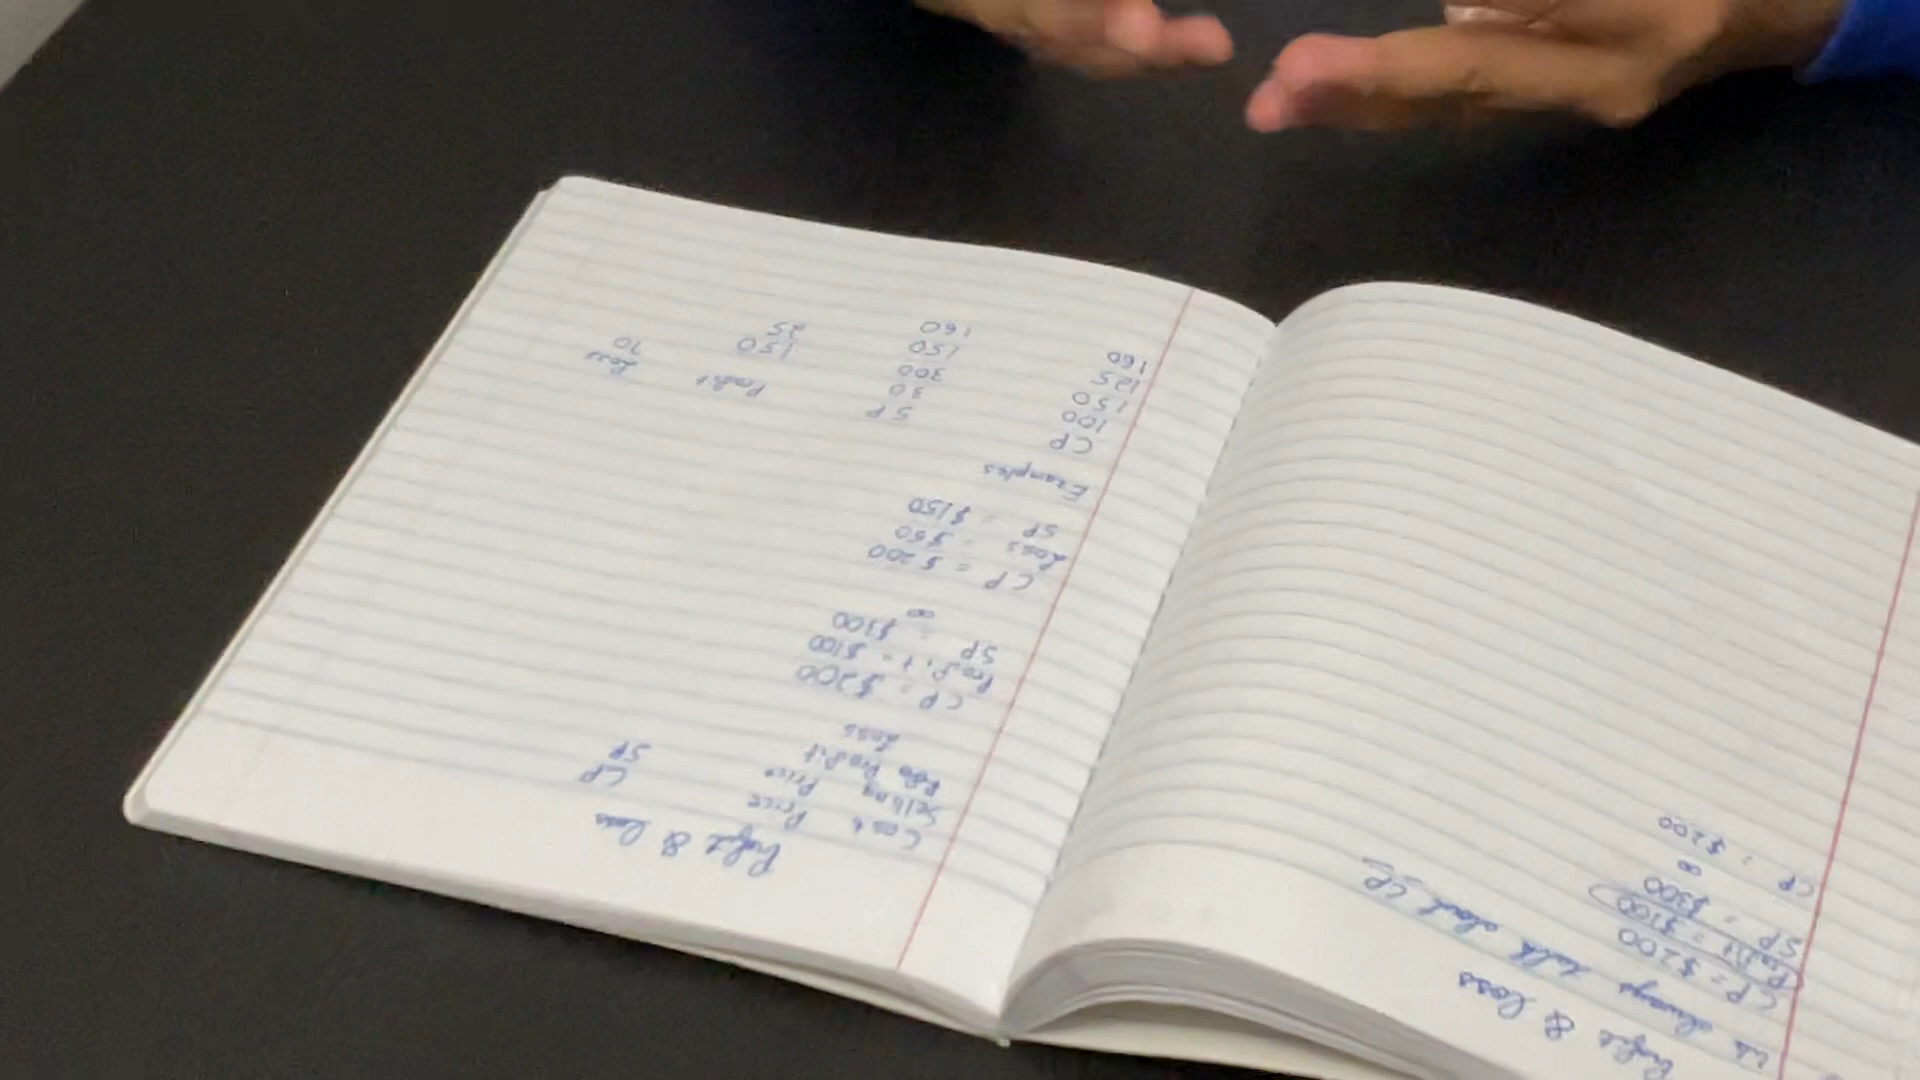 Profit & loss
We always talk about CP
CP = $200
Profit = $100
SP = $300
CP = $200
Profit & loss
Cost Price CP
Selling Price SP
Profit
Loss
CP = $200
Profit = $100
SP = $300
CP = $200
Loss = $50
SP = $150
Examples
CP SP Profit Loss
100 30 70
150 300 150
125 150 25
160 160